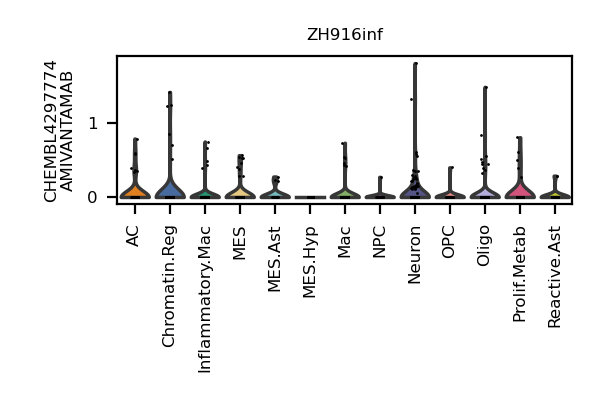 ZH916inf
CHEMBL4297774
AMIVANTAMAB
1
0
AC
Chromatin.Reg
Inflammatory.Mac
MES
MES.Ast
MES.Hyp
Mac
NPC
Neuron
OPC
Oligo
Prolif.Metab
Reactive.Ast